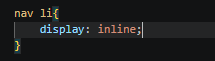 nav li{
    display: inline;
}